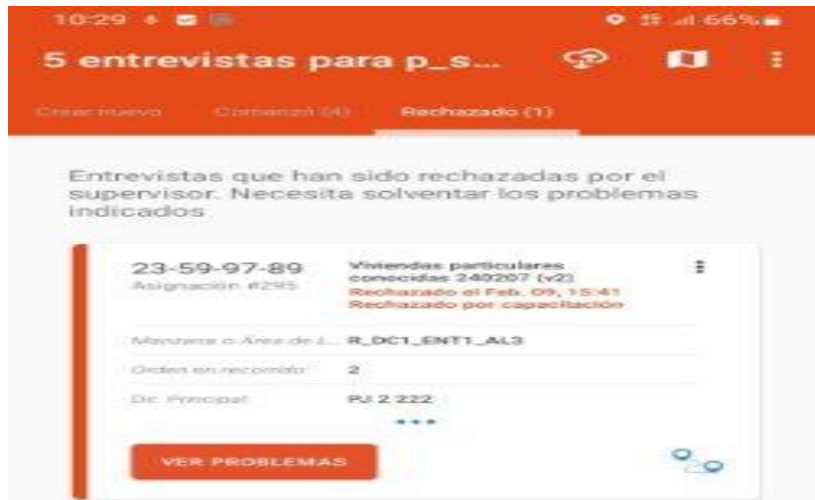 10:29
66%
5 entrevistas para p_s...
Crear nuevo
Comenzó (4)
Rechazado (1)
Entrevistas que han sido rechazadas por el
supervisor. Necesita solventar los problemas
indicados
23-59-97-89
Asignación #295
Viviendas particulares
conocidas 240207 (v2)
Rechazado el Feb. 09, 15:41
Rechazado por capacitación
Manzana o Área de L... R_DC1_ENT1_AL3
Orden en recorrido: 2
Dir. Principal: PJ 2 222
VER PROBLEMAS